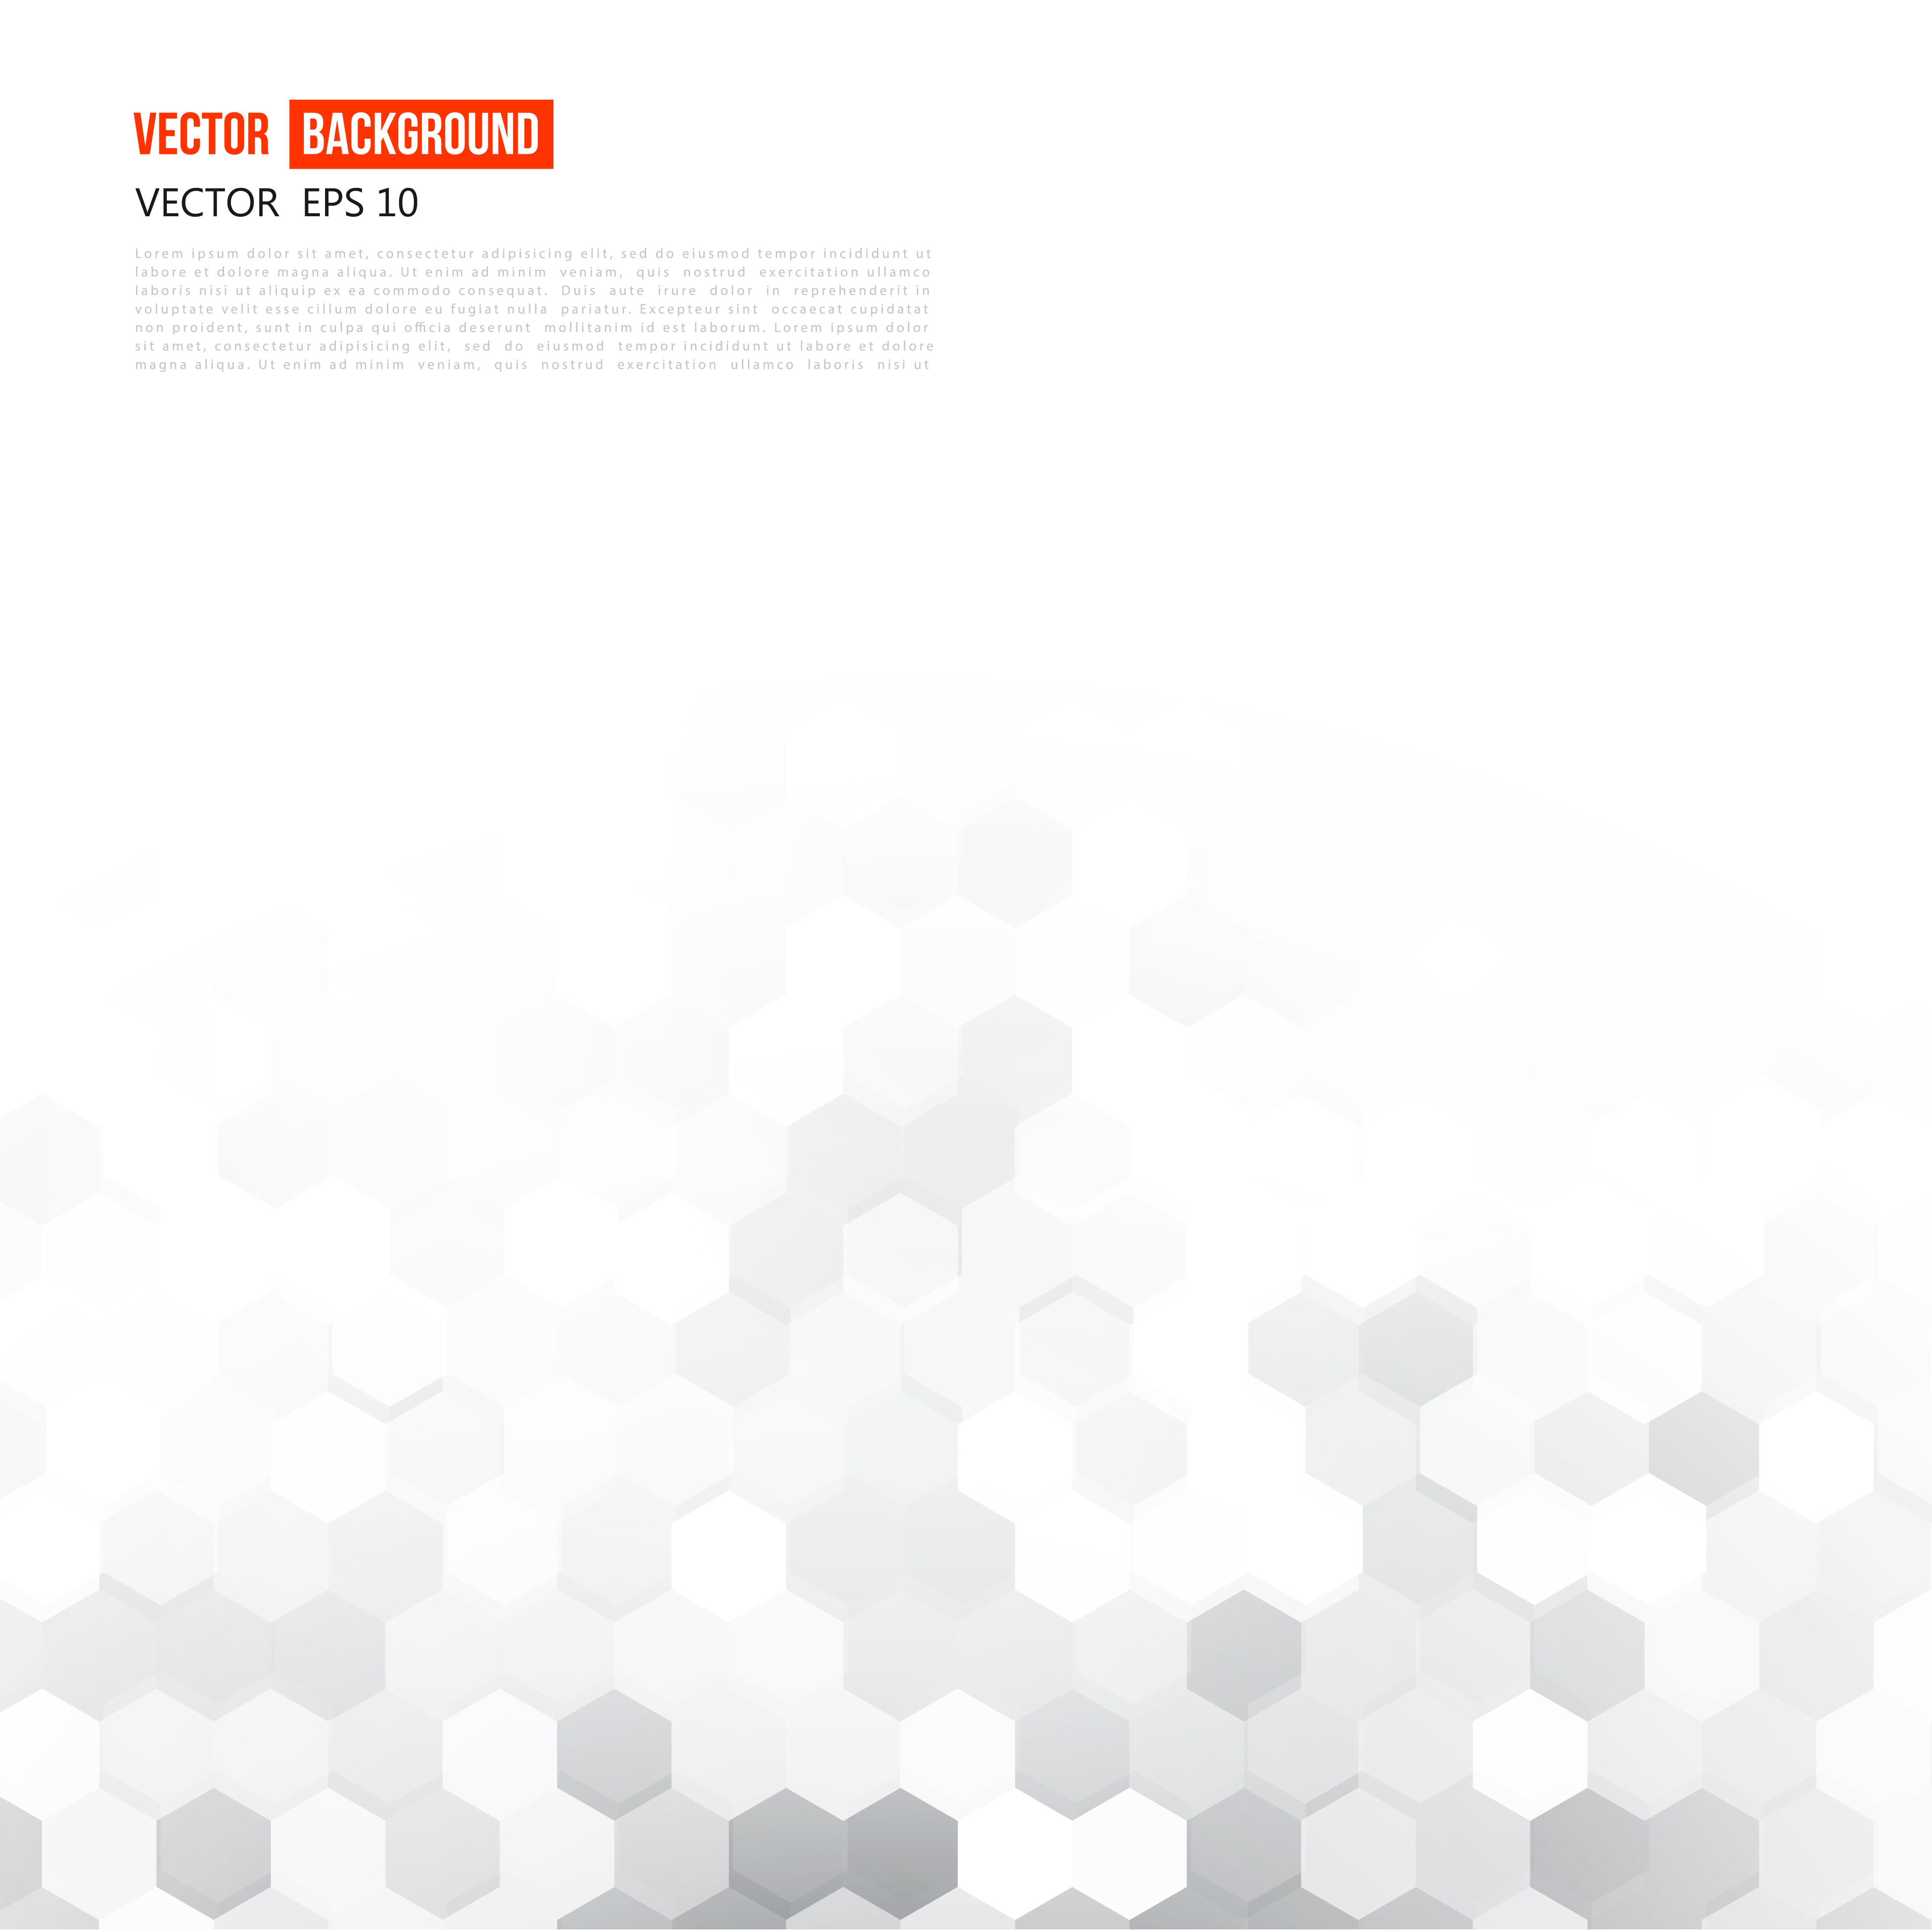 VECTOR BACKGROUND
VECTOR EPS 10
Lorem ipsum dolor sit amet, consectetur adipisicing elit, sed do eiusmod tempor incididunt ut
labore et dolore magna aliqua. Ut enim ad minim veniam, quis nostrud exercitation ullamco
laboris nisi ut aliquip ex ea commodo consequat. Duis aute irure dolor in reprehenderit in
voluptate velit esse cillum dolore eu fugiat nulla pariatur. Excepteur sint occaecat cupidatat
non proident, sunt in culpa qui officia deserunt mollitanim id est laborum. Lorem ipsum dolor
sit amet, consectetur adipisicing elit, sed do eiusmod tempor incididunt ut labore et dolore
magna aliqua. Ut enim ad minim veniam, quis nostrud exercitation ullamco laboris nisi ut